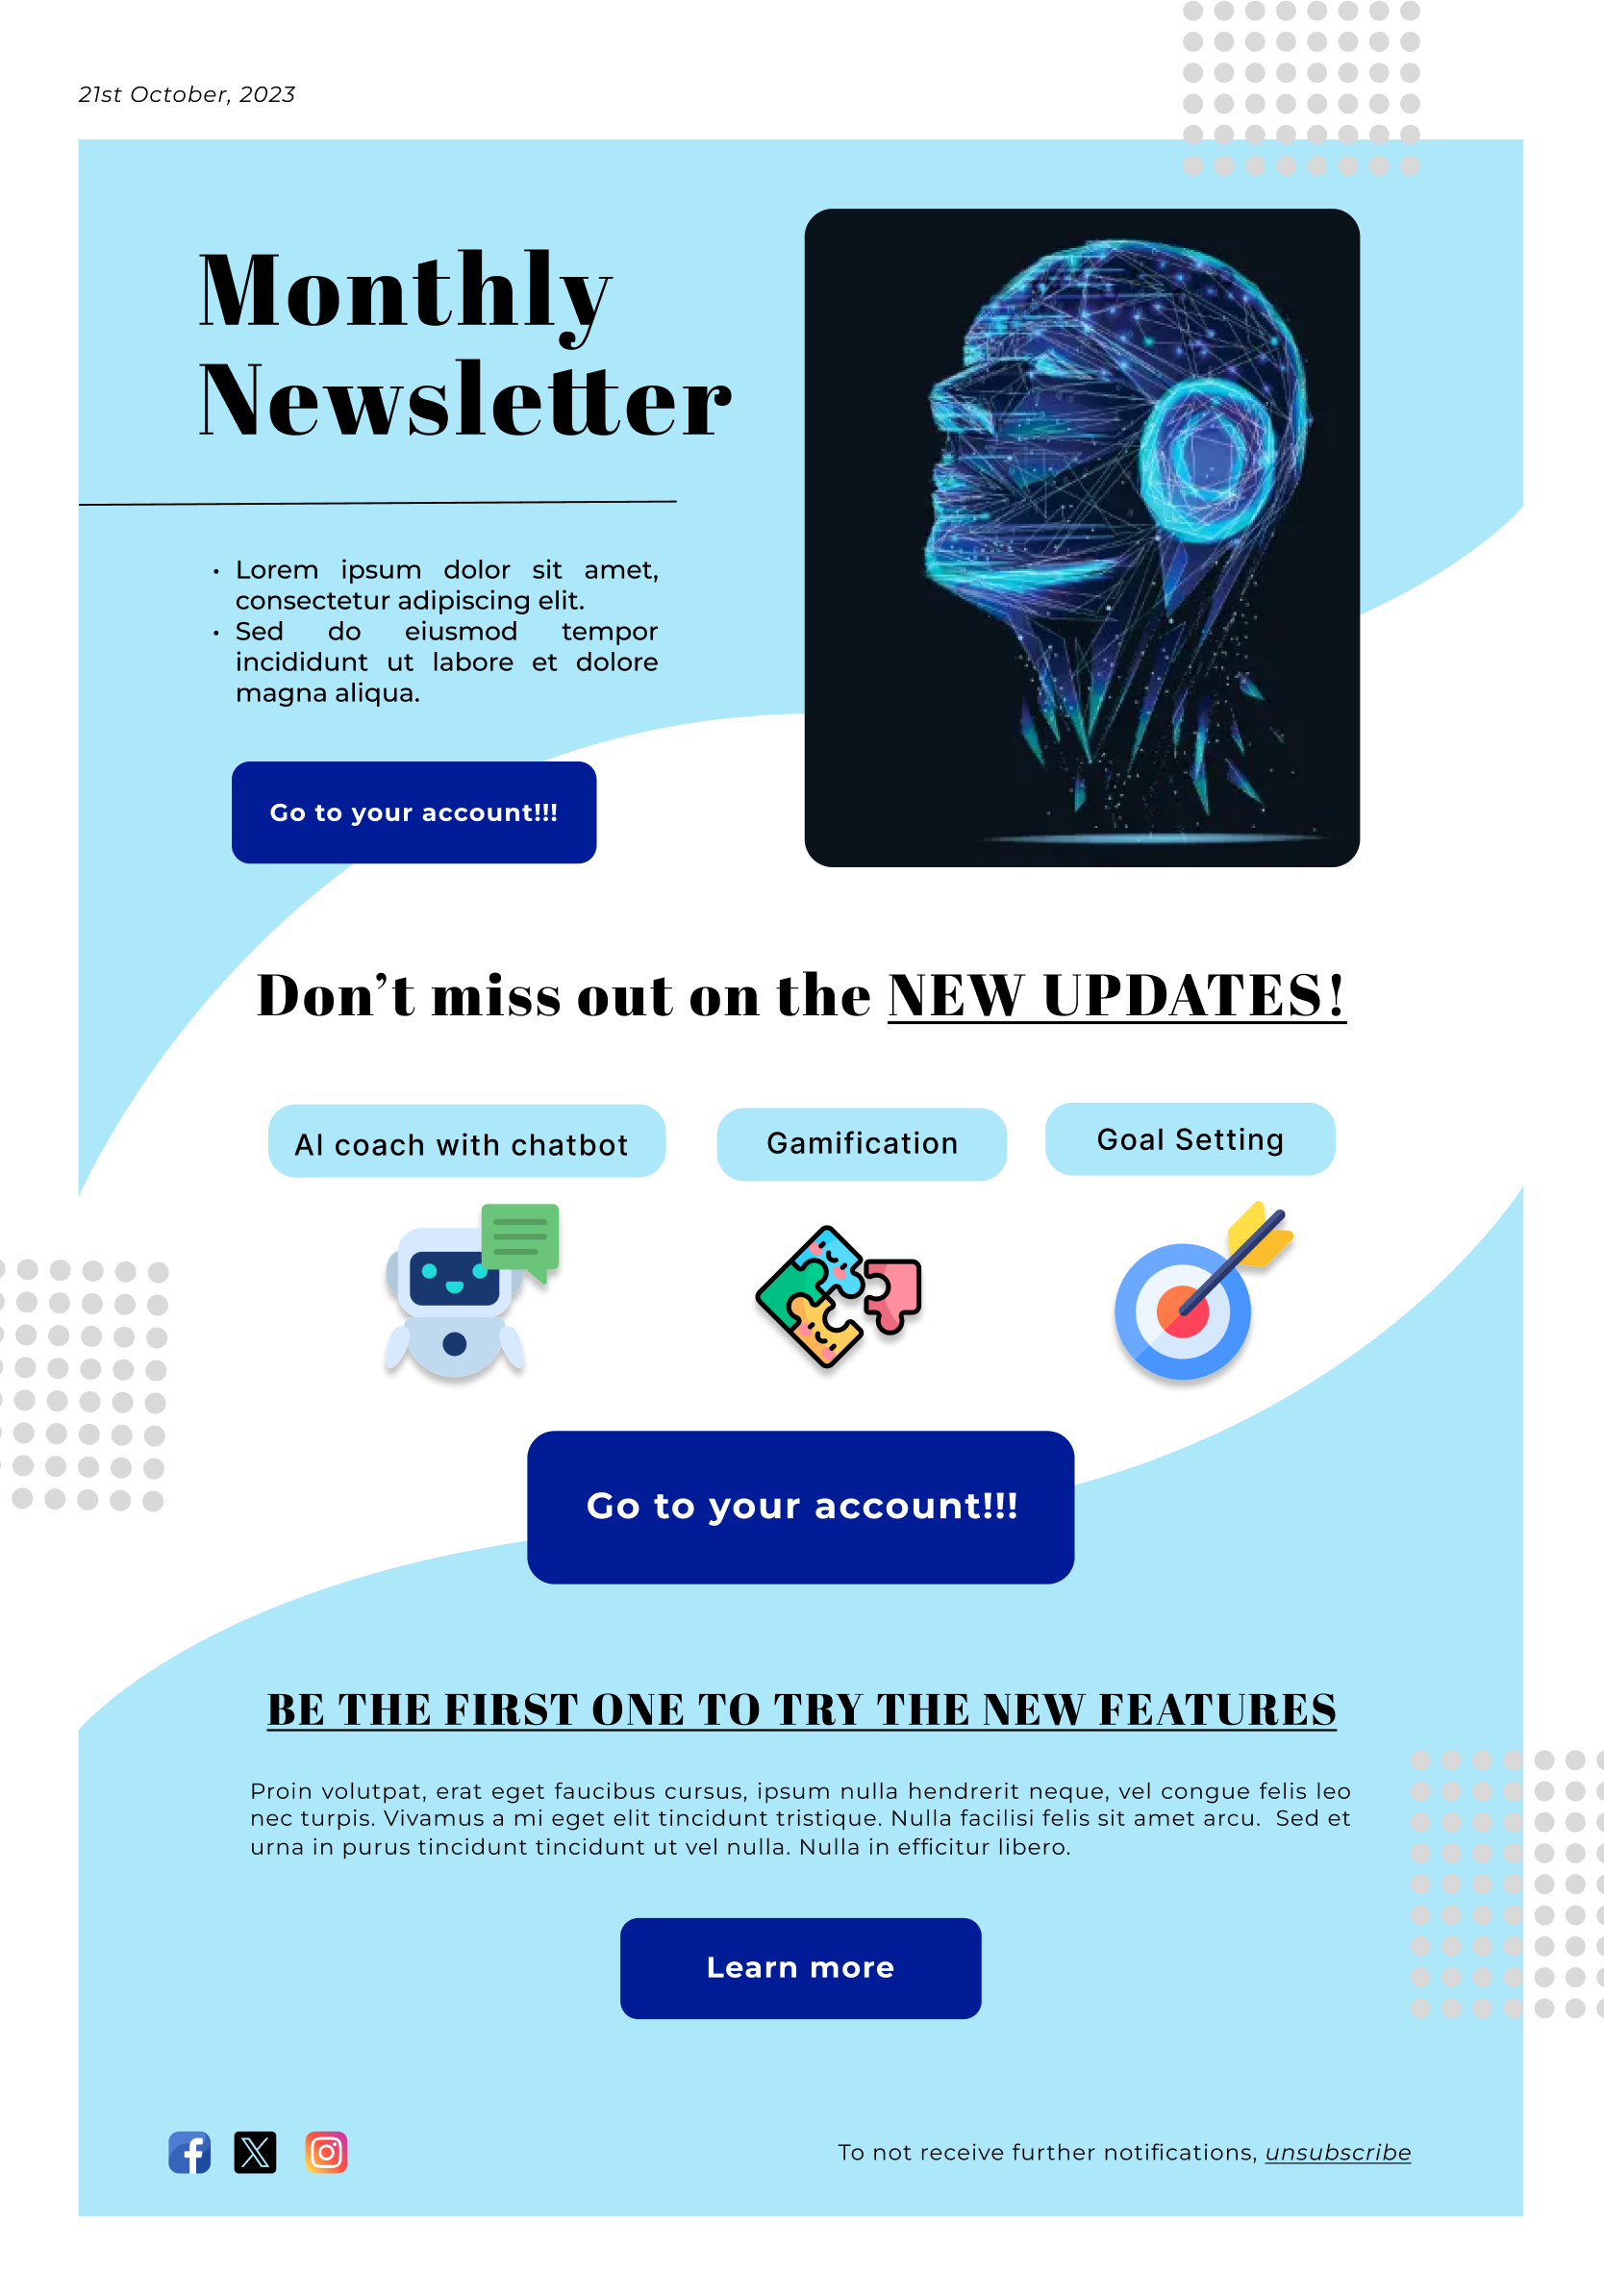 21st October, 2023
Monthly
Newsletter
• Lorem ipsum dolor sit amet,
consectetur adipiscing elit.
• Sed do eiusmod tempor
incididunt ut labore et dolore
magna aliqua.
Go to your account!!!
Don’t miss out on the NEW UPDATES!
AI coach with chatbot
Gamification
Goal Setting
Go to your account!!!
BE THE FIRST ONE TO TRY THE NEW FEATURES
Proin volutpat, erat eget faucibus cursus, ipsum nulla hendrerit neque, vel congue felis leo
nec turpis. Vivamus a mi eget elit tincidunt tristique. Nulla facilisi felis sit amet arcu. Sed et
urna in purus tincidunt tincidunt ut vel nulla. Nulla in efficitur libero.
Learn more
To not receive further notifications, unsubscribe